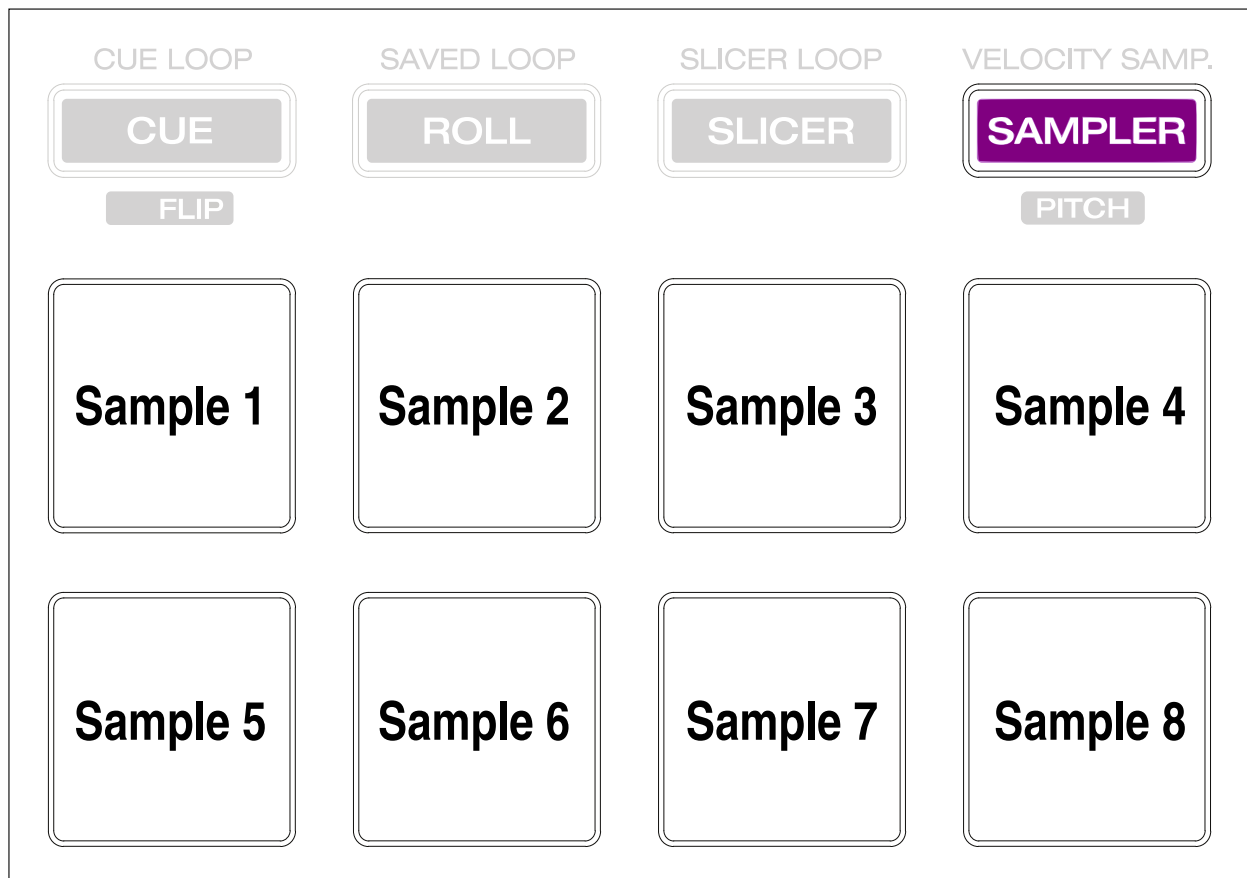 CUE LOOP SAVED LOOP SLICER LOOP VELOCITY SAMP.
CUE ROLL SLICER SAMPLER
FLIP PITCH
Sample 1 Sample 2 Sample 3 Sample 4
Sample 5 Sample 6 Sample 7 Sample 8